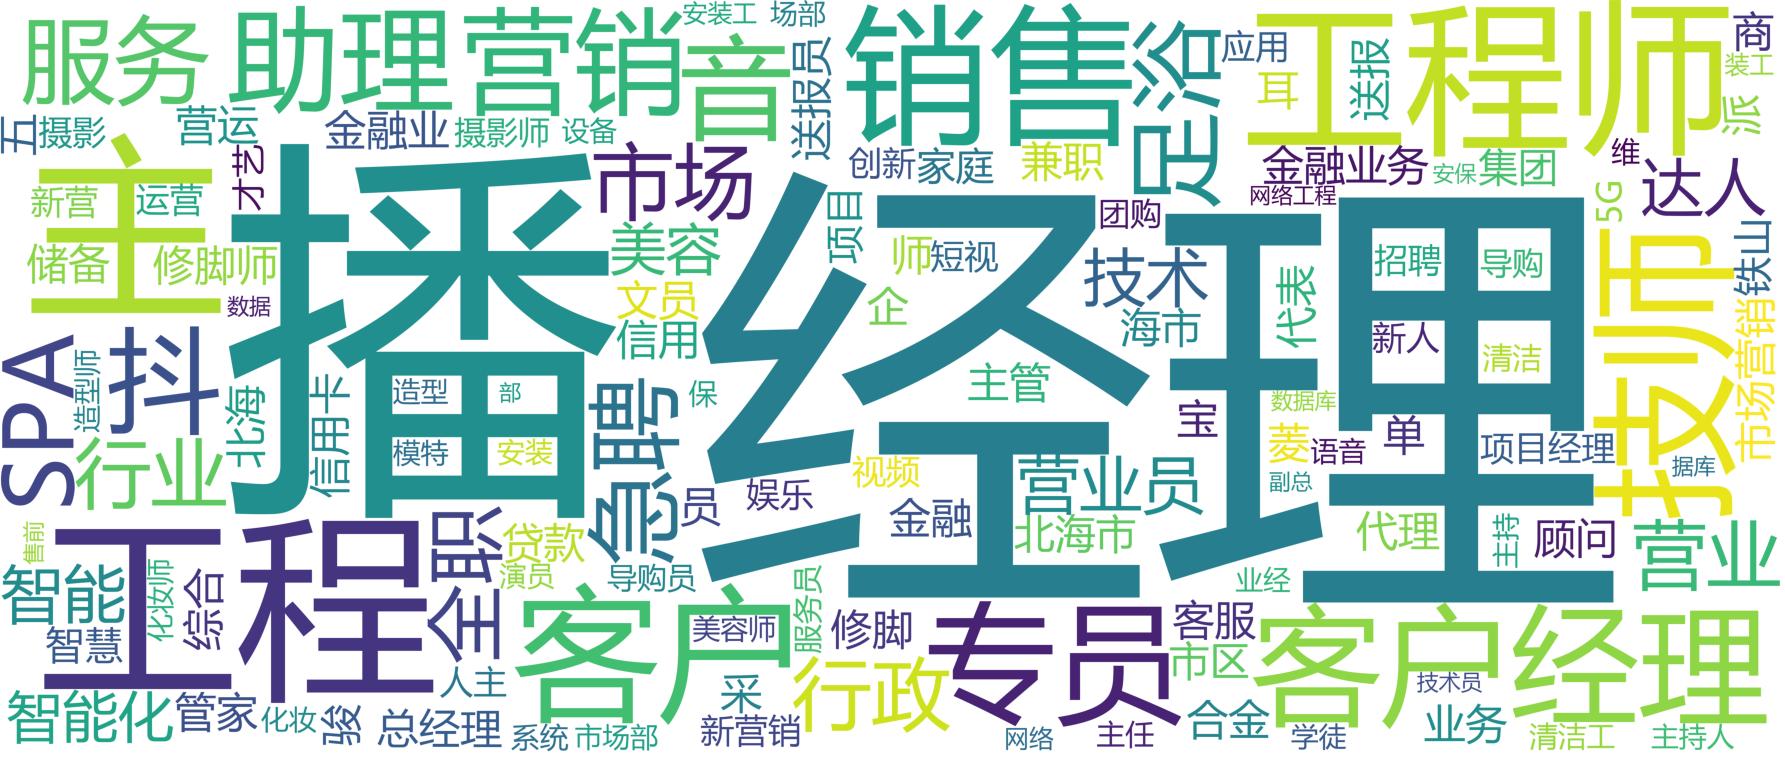 服务
助理
营销
音
安装工
场部
送报员
销售
足浴
应用
耳
送报
工程师
商
装工
派
五
摄影
营运
金融业
摄影师
设备
创新
家庭
兼职
金融业务
网络工程
安保
集团
维
5G
达人
主
新营
运营
才艺
储备
修脚师
数据
播
市场
美容
文员
信用
项目
师
短视
企
经理
团购
技术
海市
代表
招聘
导购
新人
清洁
技师
铁山
市场营销
SPA
造型师
抖
行业
北海
信用卡
造型
部
模特
安装
急聘
保
员
娱乐
视频
主管
宝
数据库
菱
语音
单
项目经理
据库
副总
营业员
金融
北海市
代理
主持
顾问
营业
售前
智能
工程
化妆师
综合
智慧
全职
贷款
演员
导购员
客户
美容师
服务员
修脚
专员
客服
业经
市区
客户经理
智能化
管家
化妆
骏
人主
总经理
系统
市场部
采
新营销
行政
网络
主任
合金
学徒
技术员
业务
清洁工
主持人